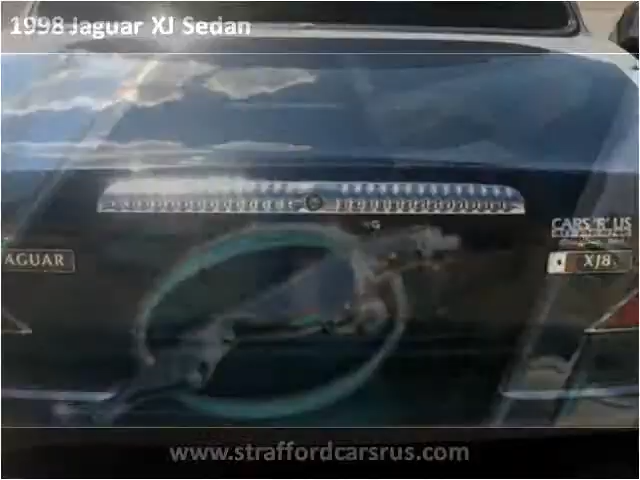 1998 Jaguar XJ Sedan
CARS 'R' US
JAGUAR
XJ8
www.straffordcarsrus.com